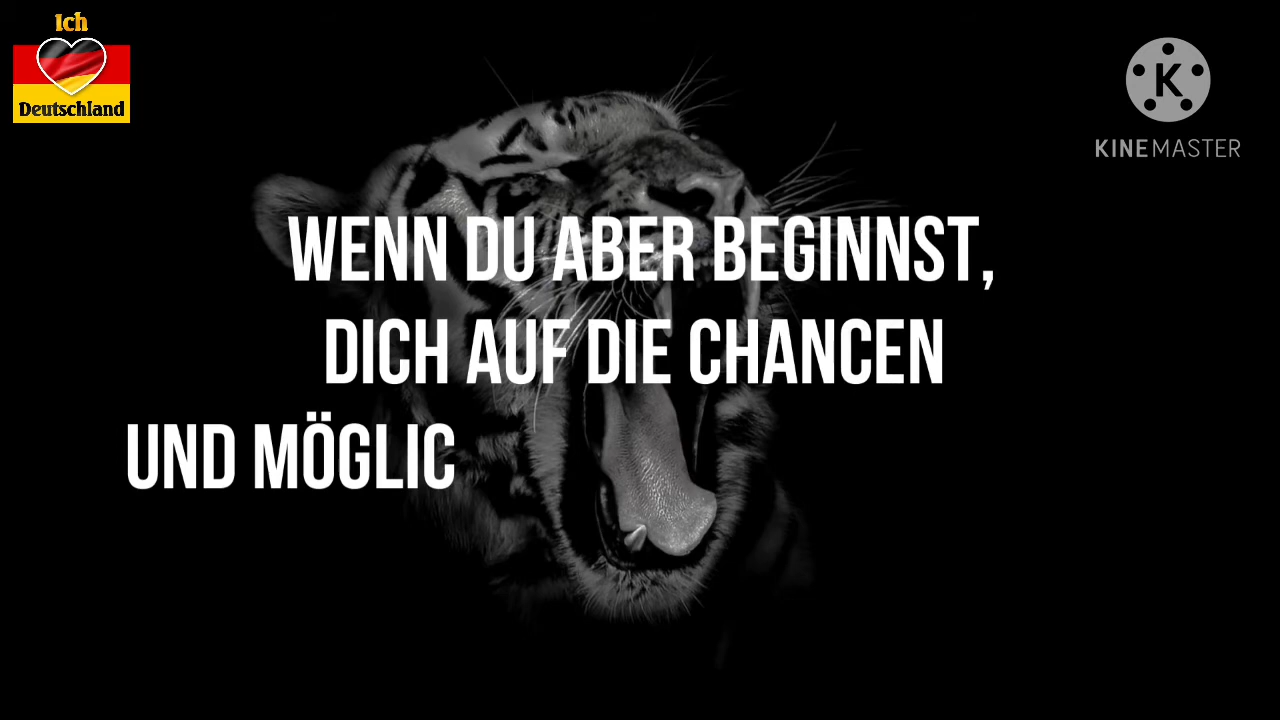 Ich
Deutschland
KINEMASTER
WENN DU ABER BEGINNST,
DICH AUF DIE CHANCEN
UND MÖGLIC